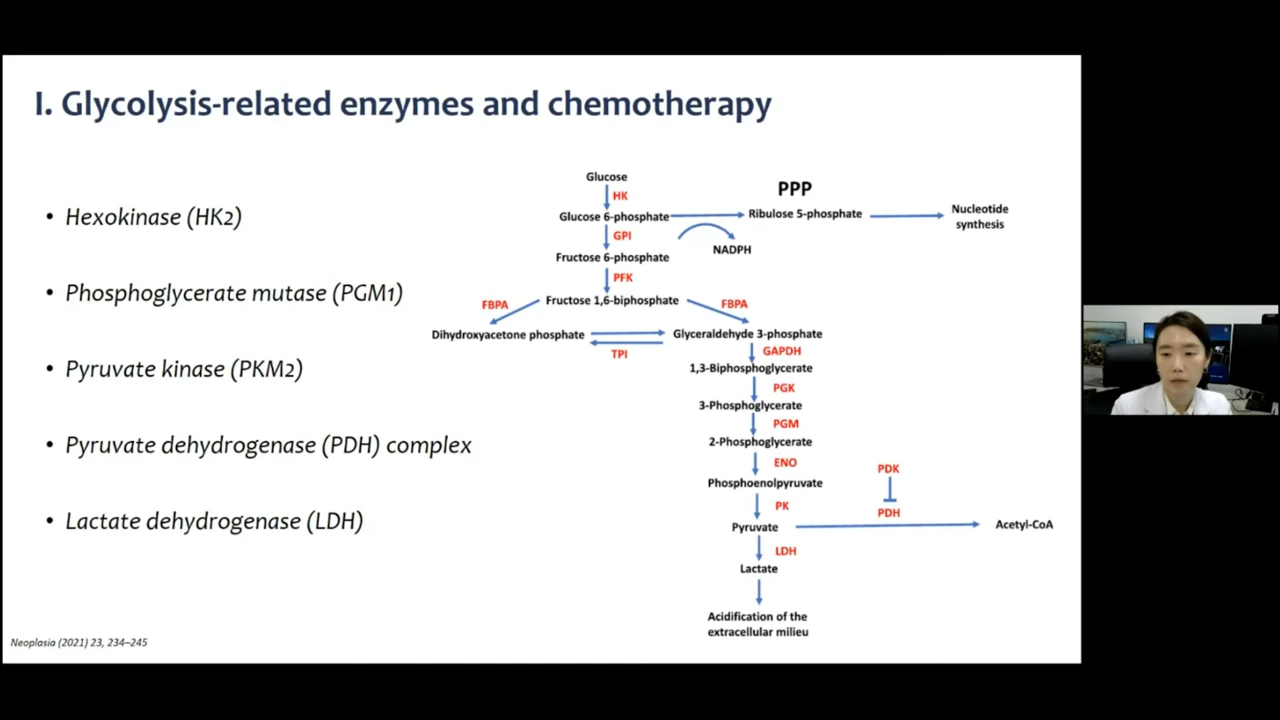 I. Glycolysis-related enzymes and chemotherapy
• Hexokinase (HK2)
• Phosphoglycerate mutase (PGM1)
• Pyruvate kinase (PKM2)
• Pyruvate dehydrogenase (PDH) complex
• Lactate dehydrogenase (LDH)
Glucose
HK
PPP
Glucose 6-phosphate
Ribulose 5-phosphate
Nucleotide
synthesis
GPI
NADPH
Fructose 6-phosphate
PFK
FBPA
Fructose 1,6-biphosphate
FBPA
Dihydroxyacetone phosphate
Glyceraldehyde 3-phosphate
TPI
GAPDH
1,3-Biphosphoglycerate
PGK
3-Phosphoglycerate
PGM
2-Phosphoglycerate
ENO
PDK
Phosphoenolpyruvate
PK
PDH
Pyruvate
Acetyl-CoA
LDH
Lactate
Acidification of the
extracellular milieu
Neoplasia (2021) 23, 234–245